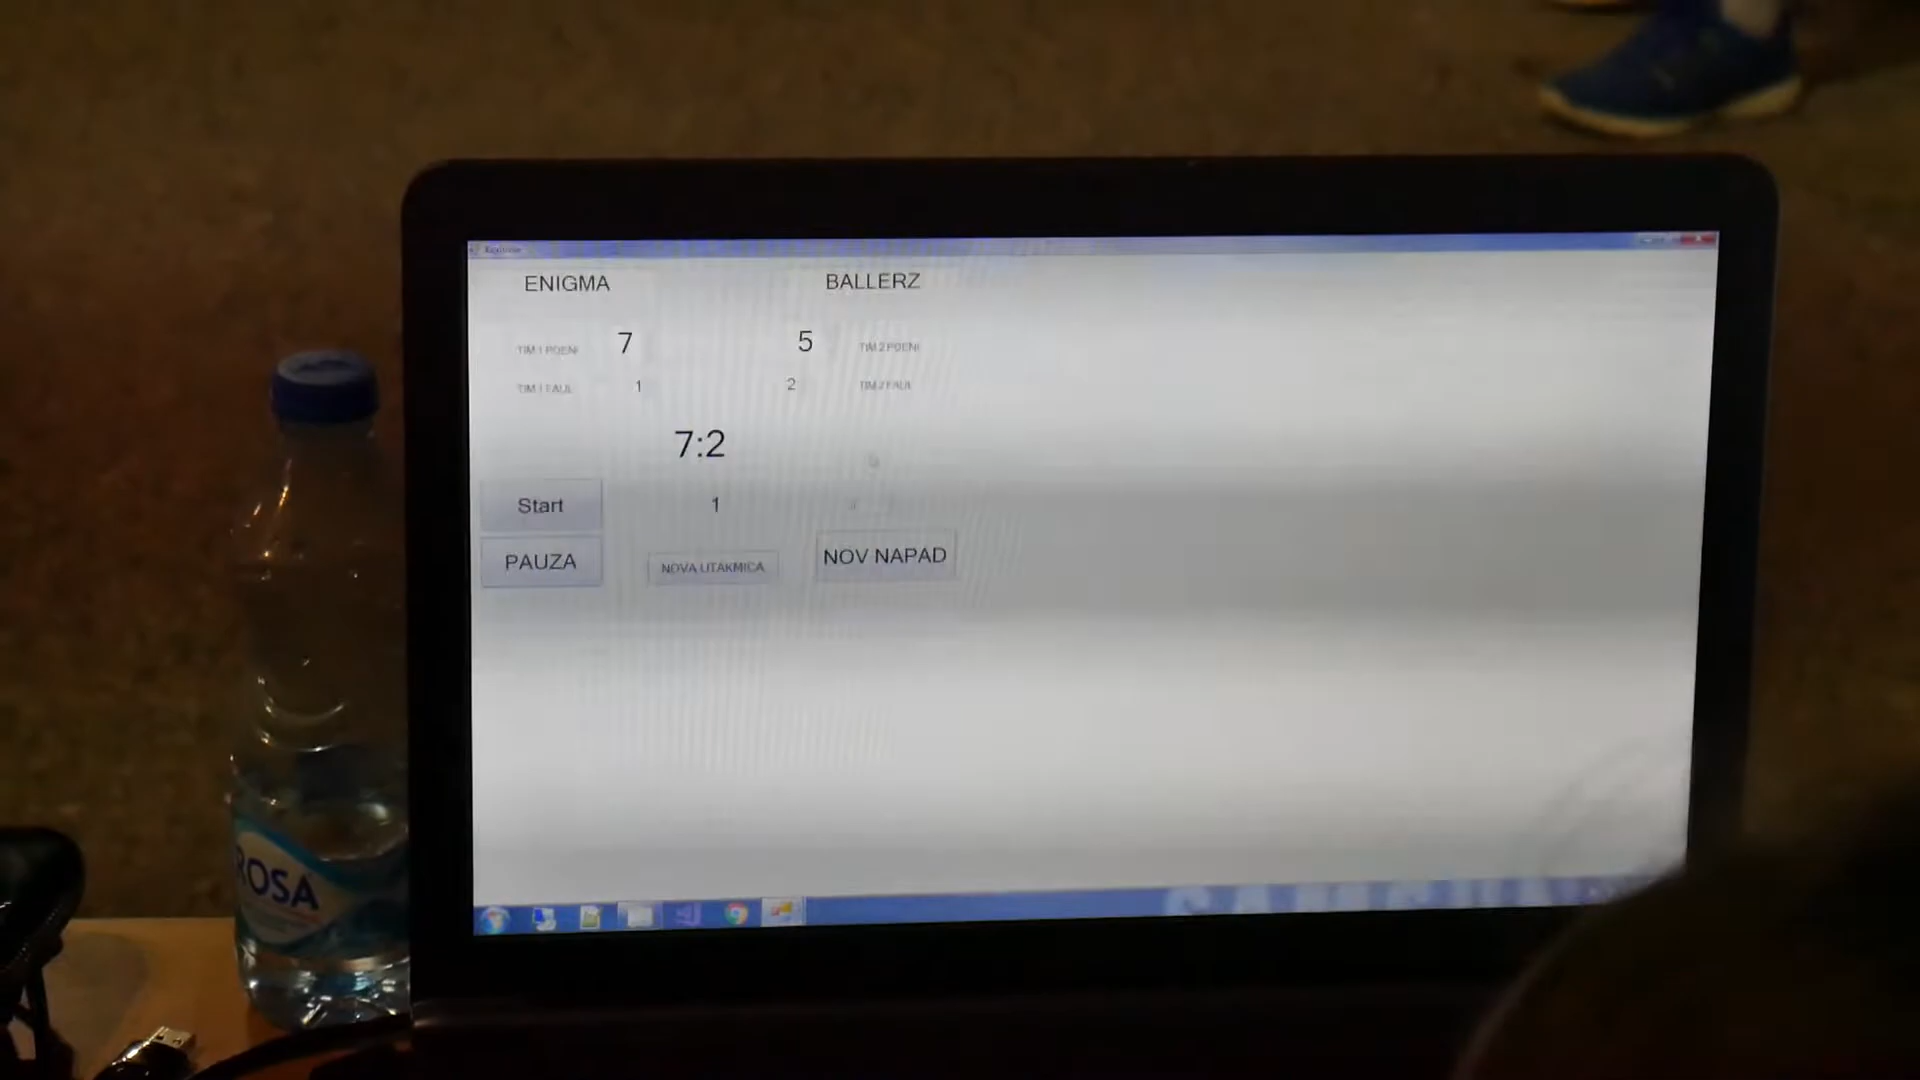 ENIGMA BALLERZ
TIM 1 POENI 7 5 TIM 2 POENI
TIM 1 FAUL 1 2 TIM 2 FAUL
7:2
Start 1
PAUZA NOVA UTAKMICA NOV NAPAD
ROSA